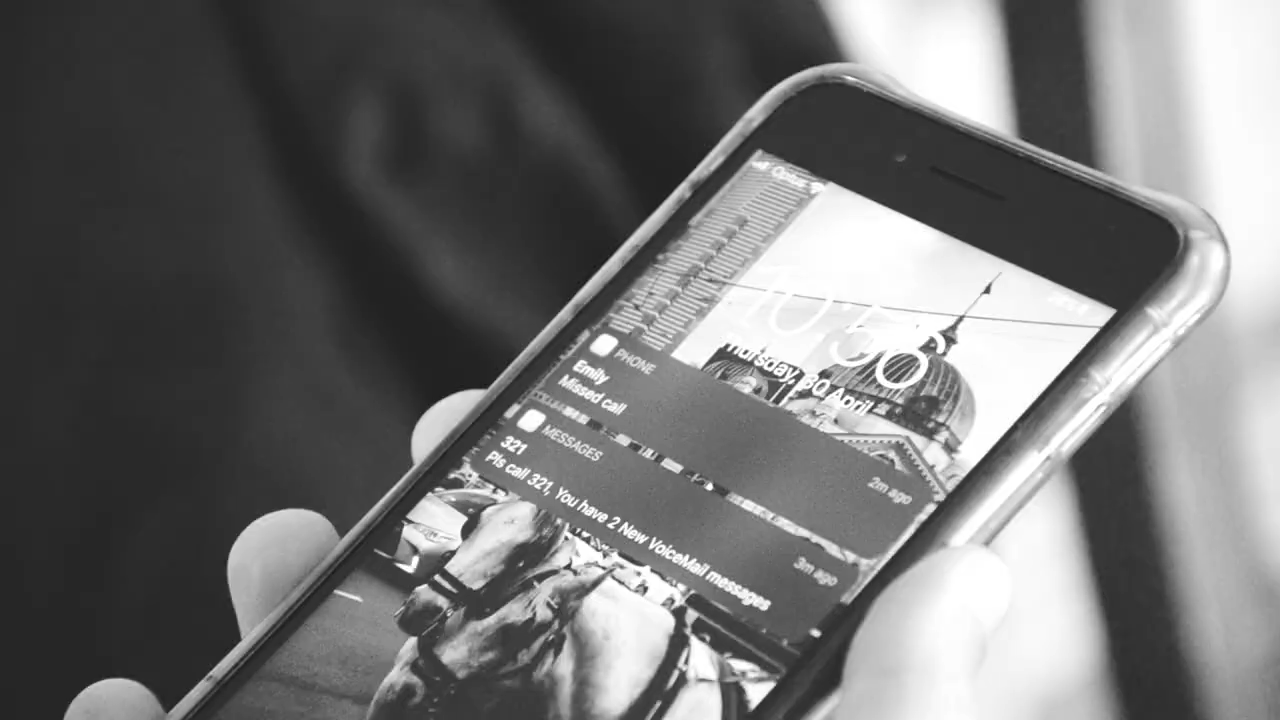 Optus
10:56
Thursday, 30 April
PHONE
Emily
Missed call
2m ago
MESSAGES
321
Pls call 321, You have 2 New VoiceMail messages
3m ago